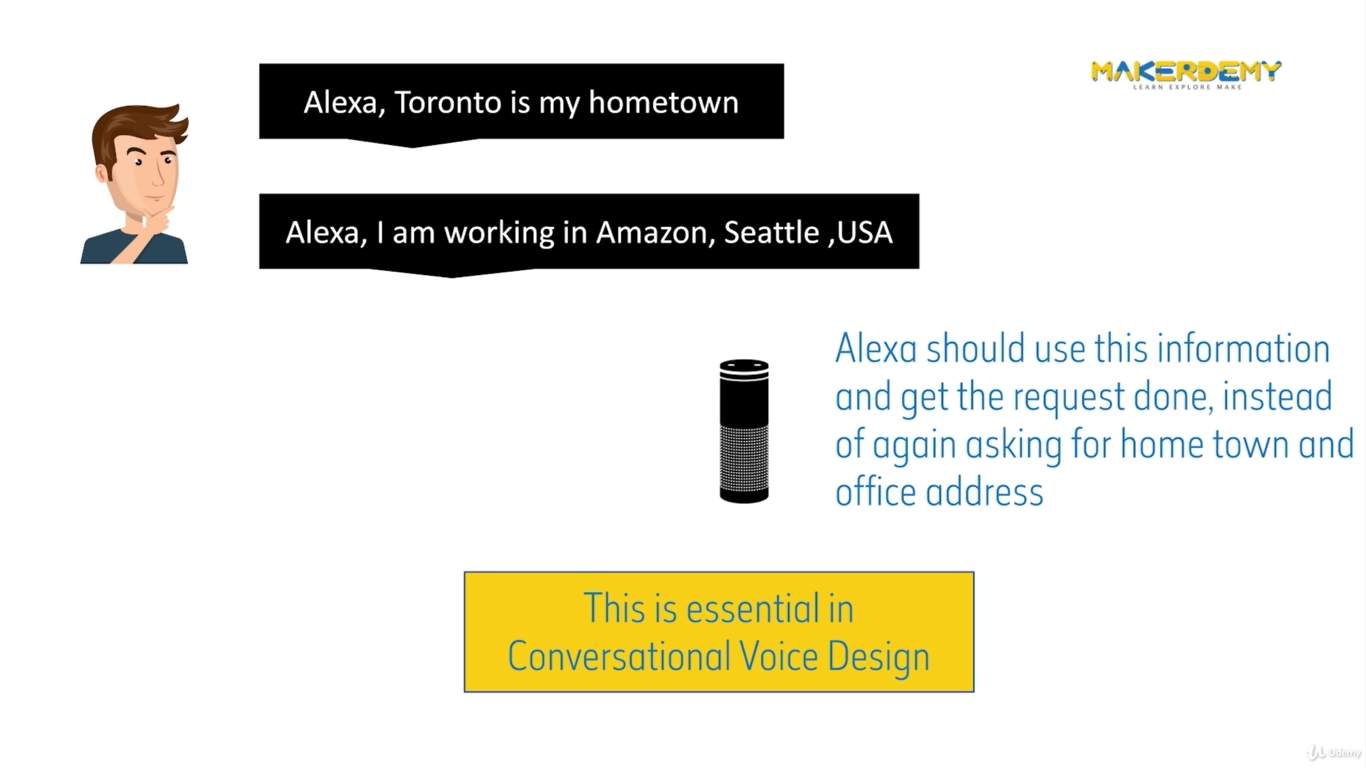 MAKERDEMY
LEARN EXPLORE MAKE
Alexa, Toronto is my hometown
Alexa, I am working in Amazon, Seattle ,USA
Alexa should use this information
and get the request done, instead
of again asking for home town and
office address
This is essential in
Conversational Voice Design
Udemy